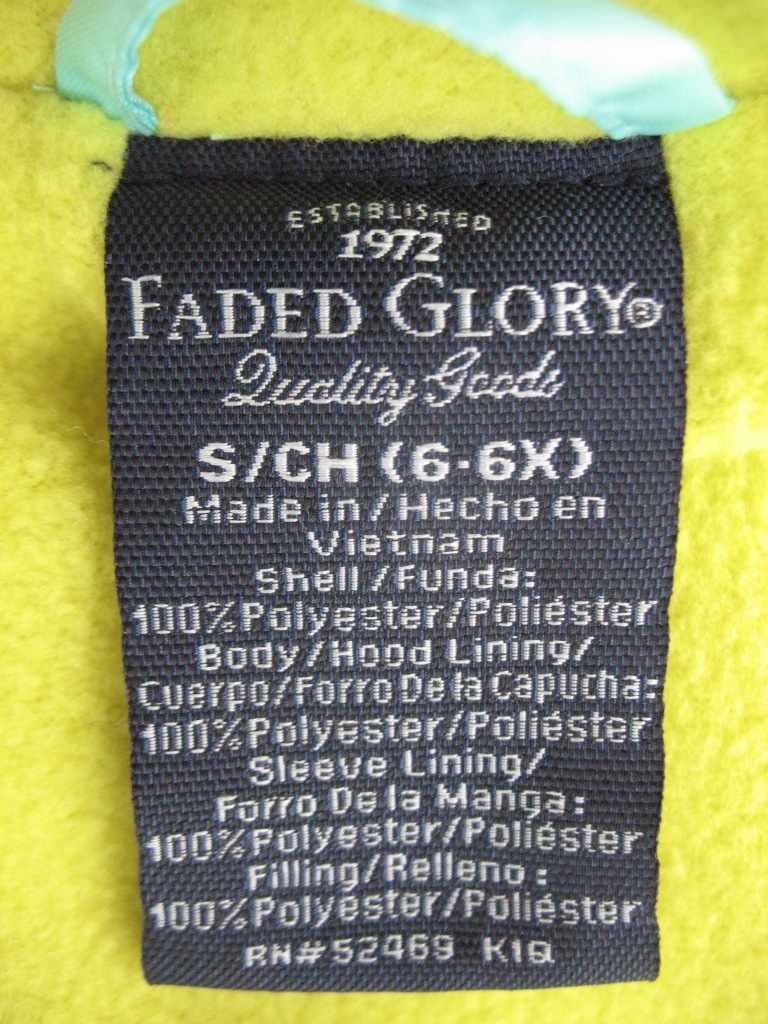 ESTABLISHED
1972
FADED GLORY®
Quality Goods
S/CH (6-6X)
Made in/Hecho en
Vietnam
Shell/Funda:
100%Polyester/Poliéster
Body/Hood Lining/
Cuerpo/Forro De la Capucha:
100%Polyester/Poliéster
Sleeve Lining/
Forro De la Manga:
100%Polyester/Poliéster
Filling/Relleno:
100%Polyester/Poliéster
RN#52469 K1Q